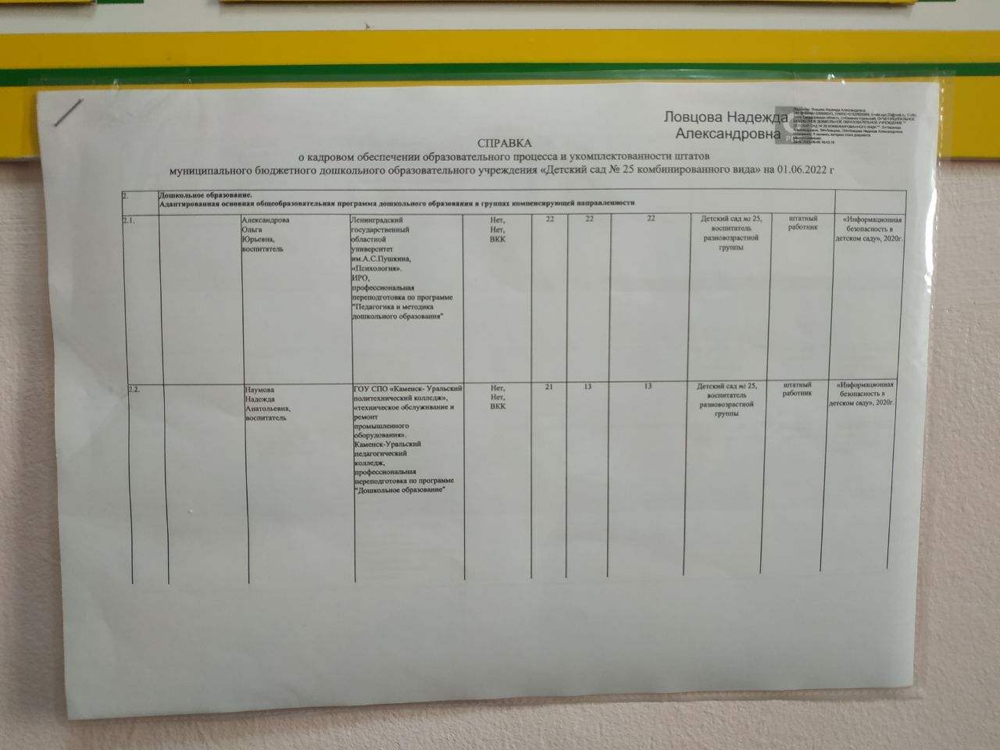 Ловцова Надежда
Александровна
СПРАВКА
о кадровом обеспечении образовательного процесса и укомплектованности штатов
муниципального бюджетного дошкольного образовательного учреждения «Детский сад № 25 комбинированного вида» на 01.06.2022 г
2. Дошкольное образование.
Адаптированная основная общеобразовательная программа дошкольного образования в группах компенсирующей направленности
2.1.
Александрова
Ольга
Юрьевна,
воспитатель
Ленинградский
государственный
областной
университет
им.А.С.Пушкина,
«Психология».
ИРО,
профессиональная
переподготовка по программе
"Педагогика и методика
дошкольного образования"
Нет,
Нет,
ВКК
22
22
22
Детский сад № 25,
воспитатель
разновозрастной
группы
штатный
работник
«Информационная
безопасность в
детском саду», 2020г.
2.2.
Наумова
Надежда
Анатольевна,
воспитатель
ГОУ СПО «Каменск- Уральский
политехнический колледж»,
«техническое обслуживание и
ремонт
промышленного
оборудования».
Каменск-Уральский
педагогический
колледж,
профессиональная
переподготовка по программе
"Дошкольное образование"
Нет,
Нет,
ВКК
21
13
13
Детский сад № 25,
воспитатель
разновозрастной
группы
штатный
работник
«Информационная
безопасность в
детском саду», 2020г.